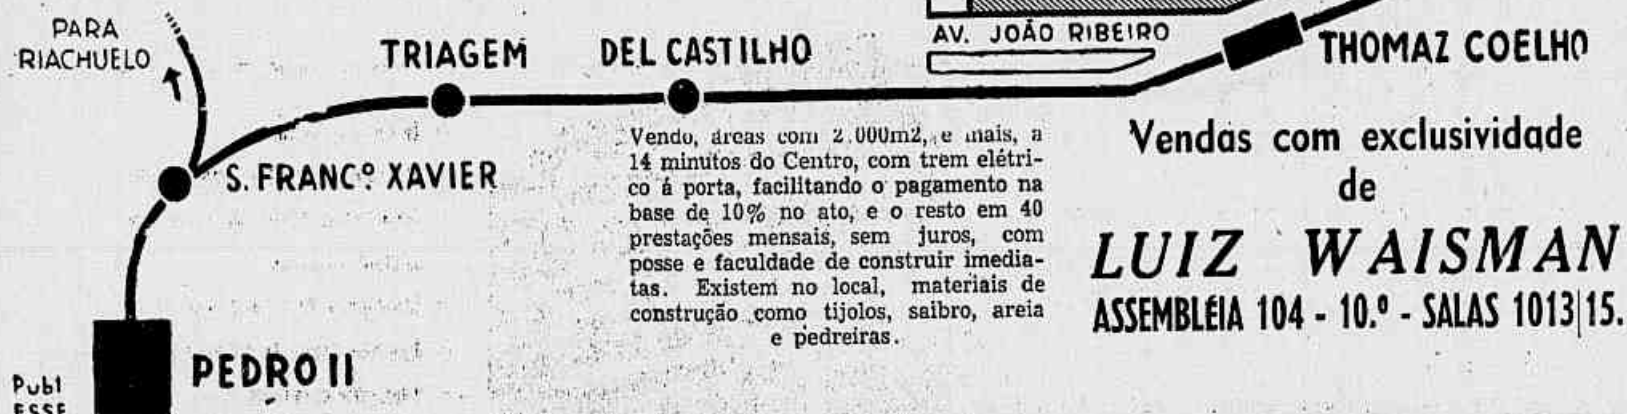 PARA
RIACHUELO
TRIAGEM
DEL CASTILHO
AV. JOÃO RIBEIRO
THOMAZ COELHO
S. FRANCº. XAVIER
PEDRO II
Publ
ESSE
Vendo, áreas com 2.000m2, e mais, a
14 minutos do Centro, com trem elétri-
co á porta, facilitando o pagamento na
base de 10% no ato, e o resto em 40
prestações mensais, sem juros, com
posse e faculdade de construir imedia-
tas. Existem no local, materiais de
construção como tijolos, saibro, areia
e pedreiras.
Vendas com exclusividade
de
LUIZ WAISMAN
ASSEMBLÉIA 104 - 10.º - SALAS 1013|15.